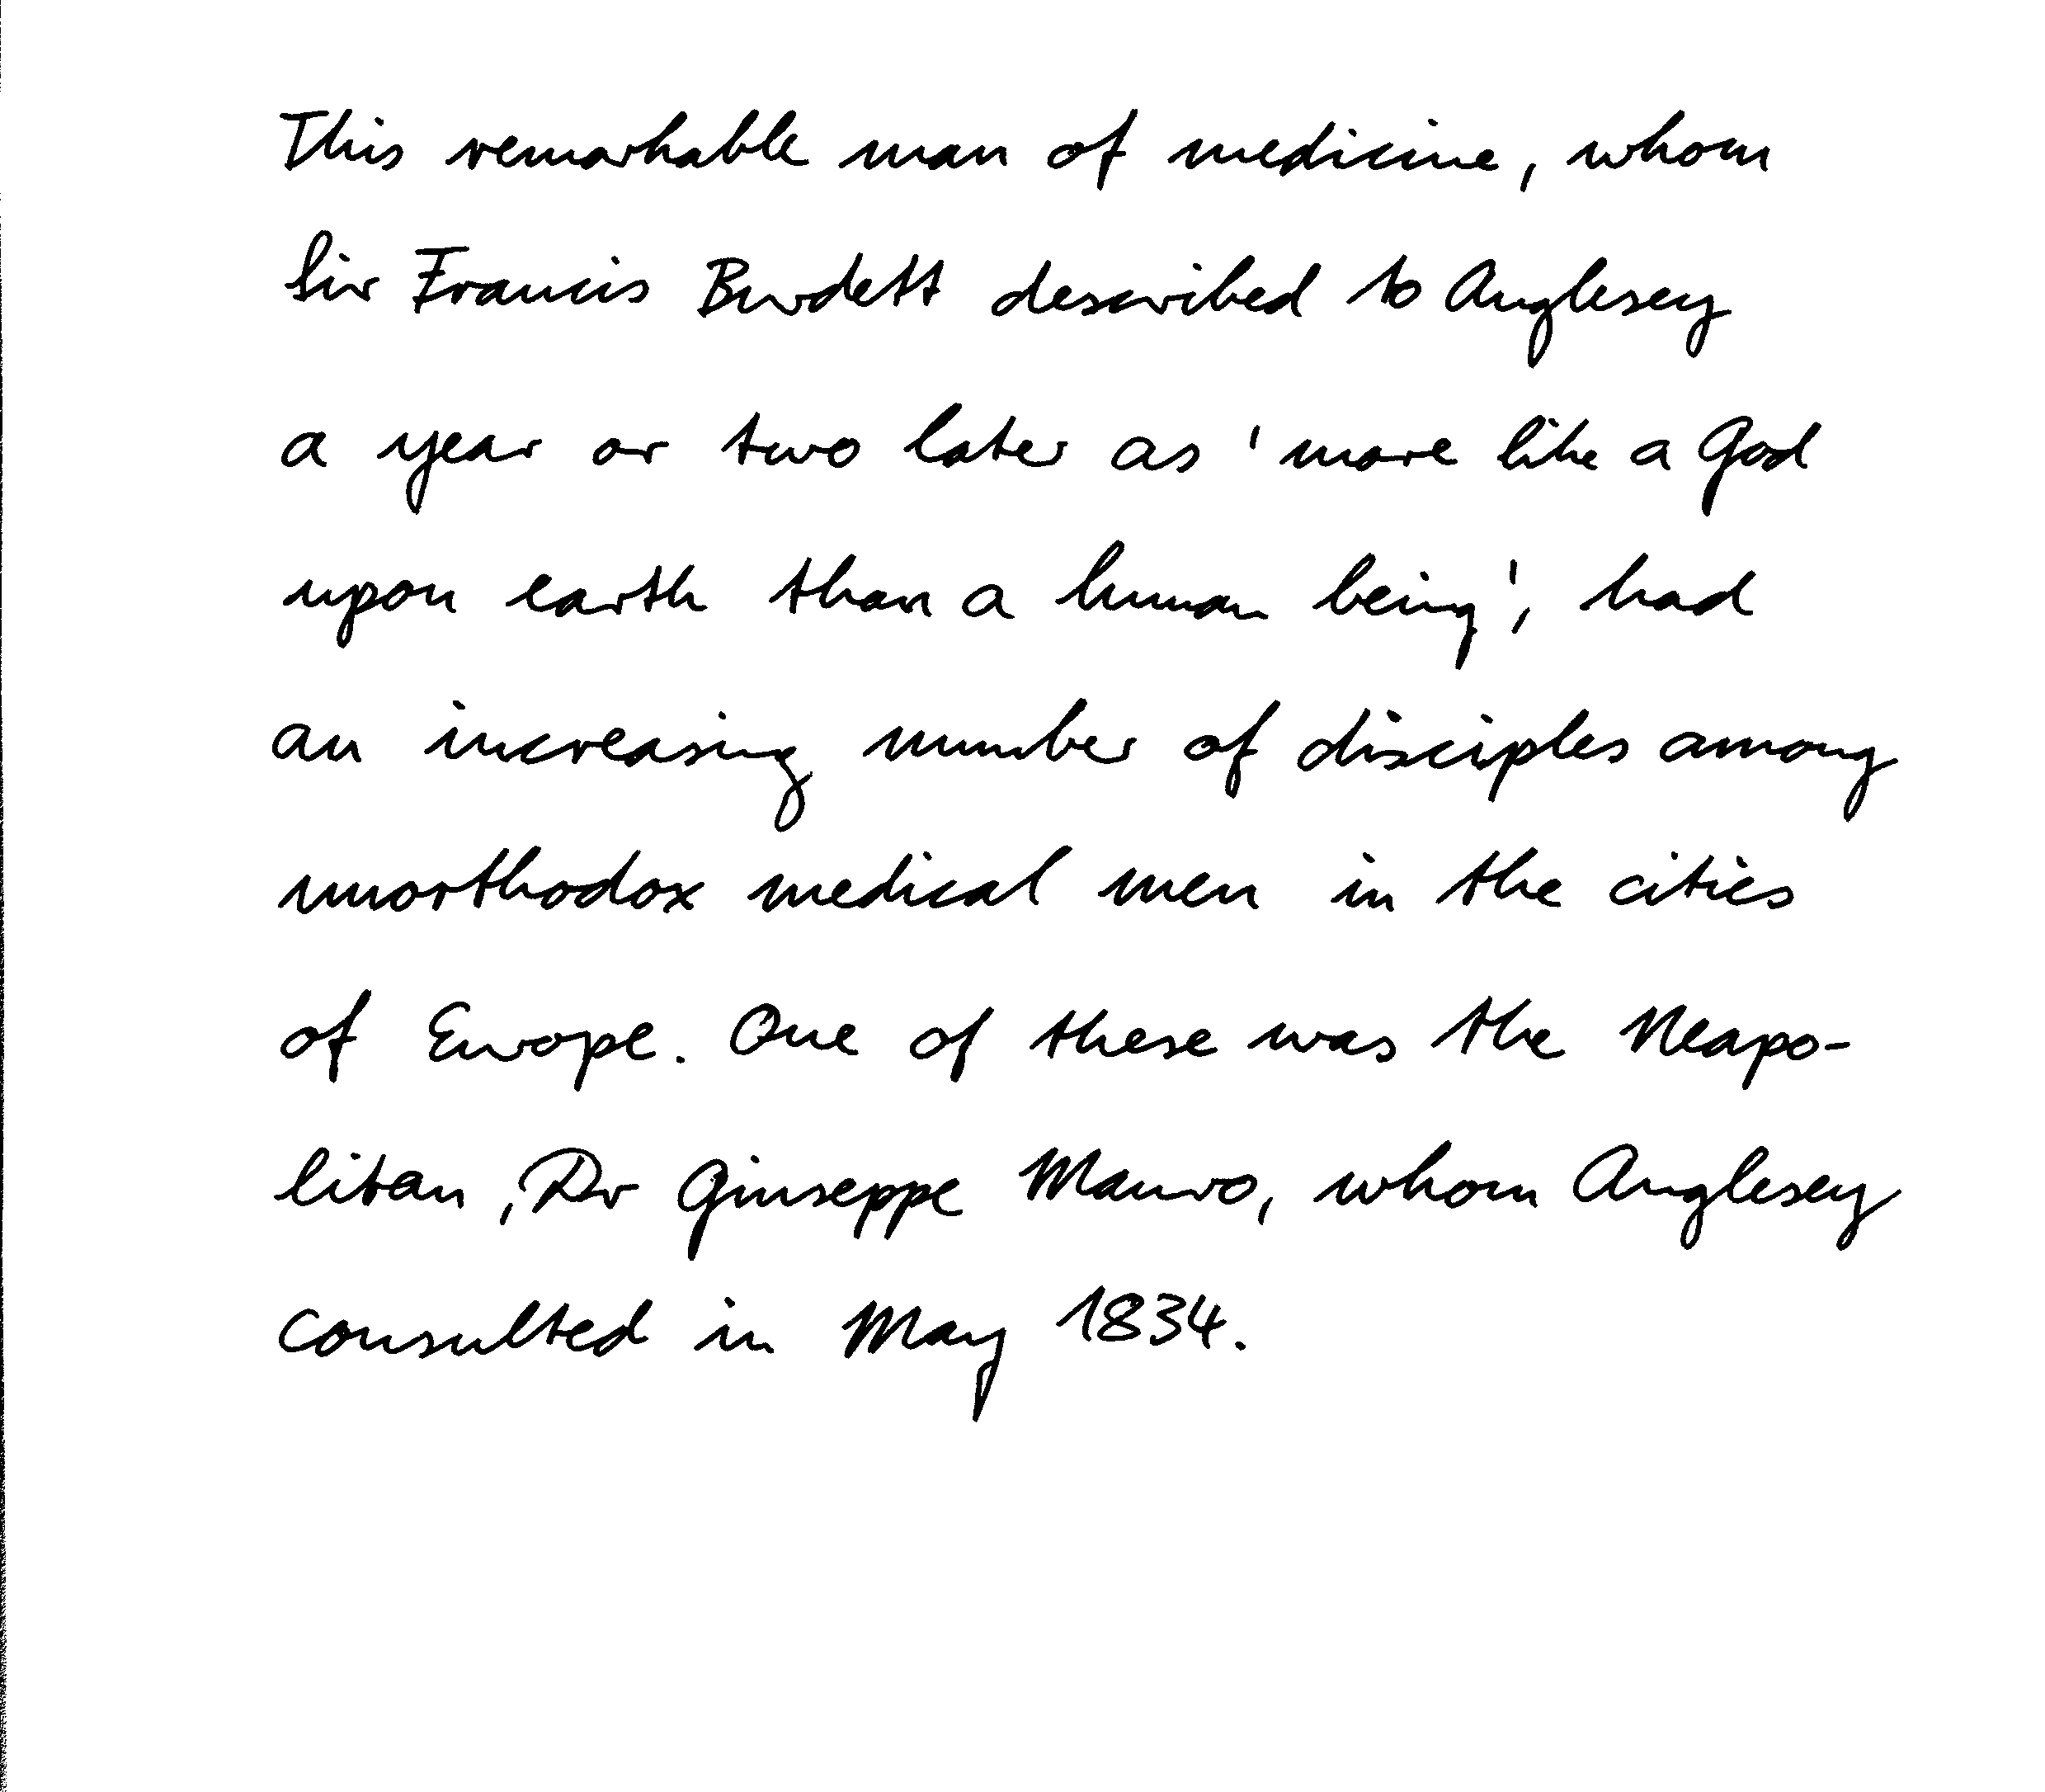 This remarkable man of medicine, whom
Sir Francis Burdett described to Anglesey
a year or two later as 'more like a God
upon earth than a human being', had
an increasing number of disciples among
unorthodox medical men in the cities
of Europe. One of these was the Neapo-
litan, Dr Giuseppe Mauro, whom Anglesey
consulted in May 1834.